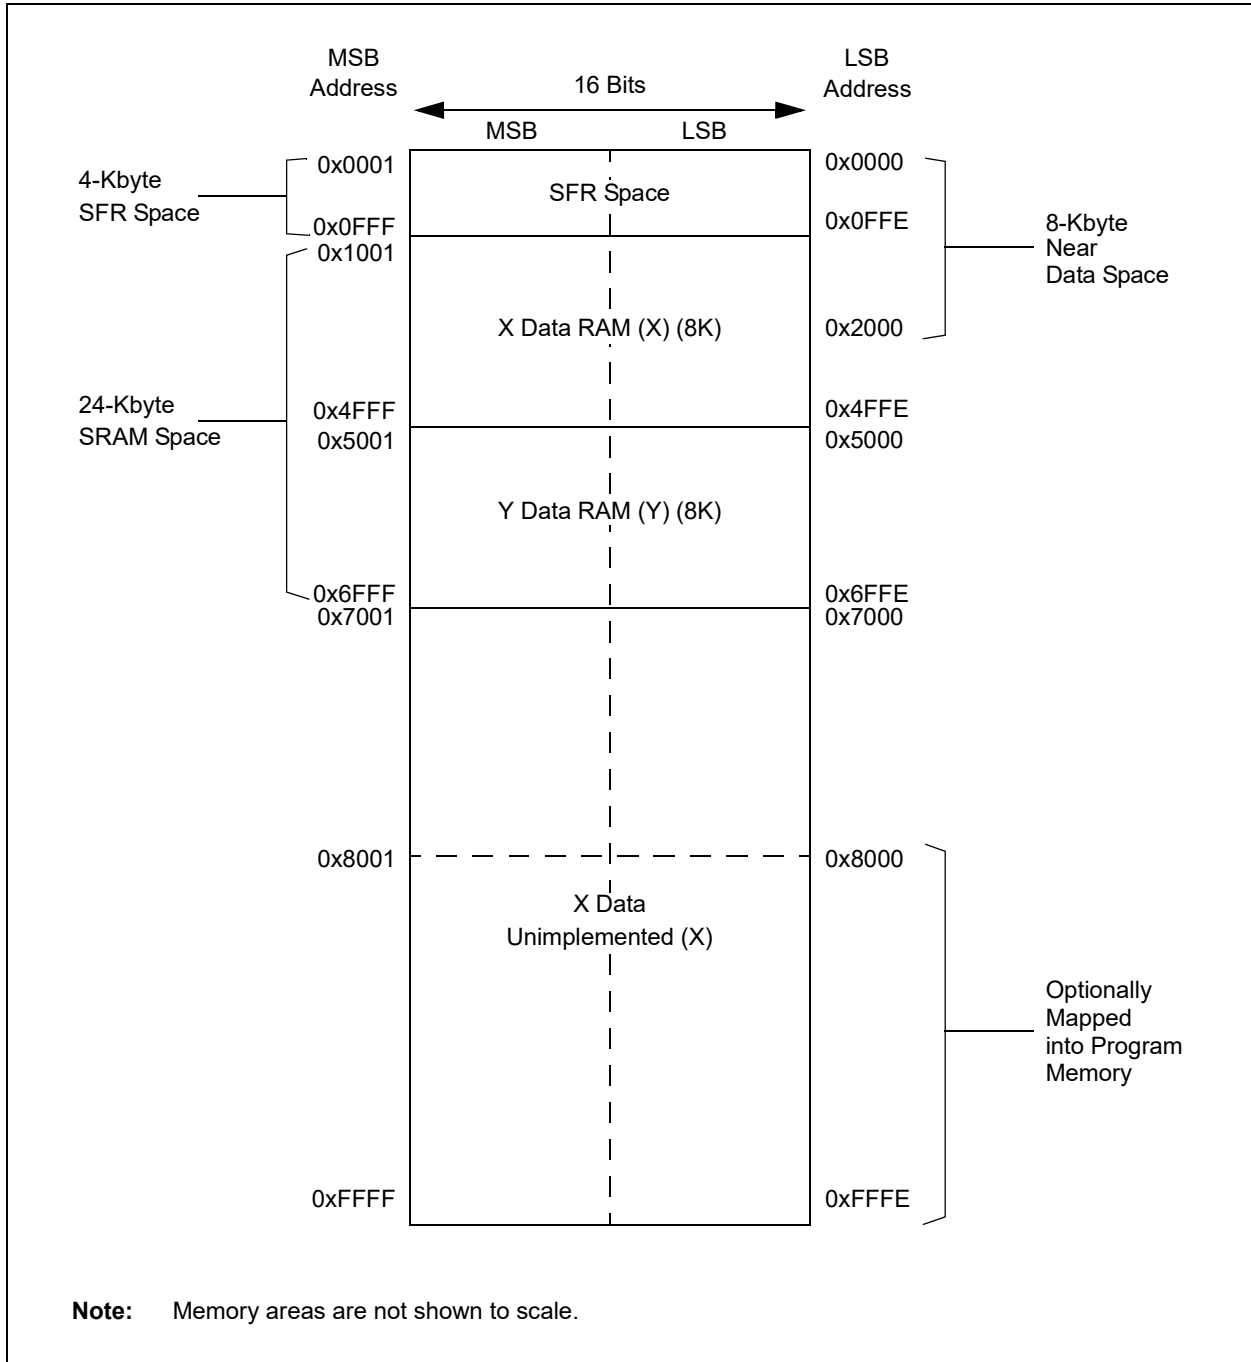 MSB
Address
LSB
Address
16 Bits
MSB
LSB
0x0001
0x0000
4-Kbyte
SFR Space
SFR Space
0x0FFF
0x0FFE
8-Kbyte
Near
Data Space
0x1001
X Data RAM (X) (8K)
0x2000
24-Kbyte
SRAM Space
0x4FFF
0x4FFE
0x5001
0x5000
Y Data RAM (Y) (8K)
0x6FFF
0x6FFE
0x7001
0x7000
0x8001
0x8000
X Data
Unimplemented (X)
Optionally
Mapped
into Program
Memory
0xFFFF
0xFFFE
Note: Memory areas are not shown to scale.